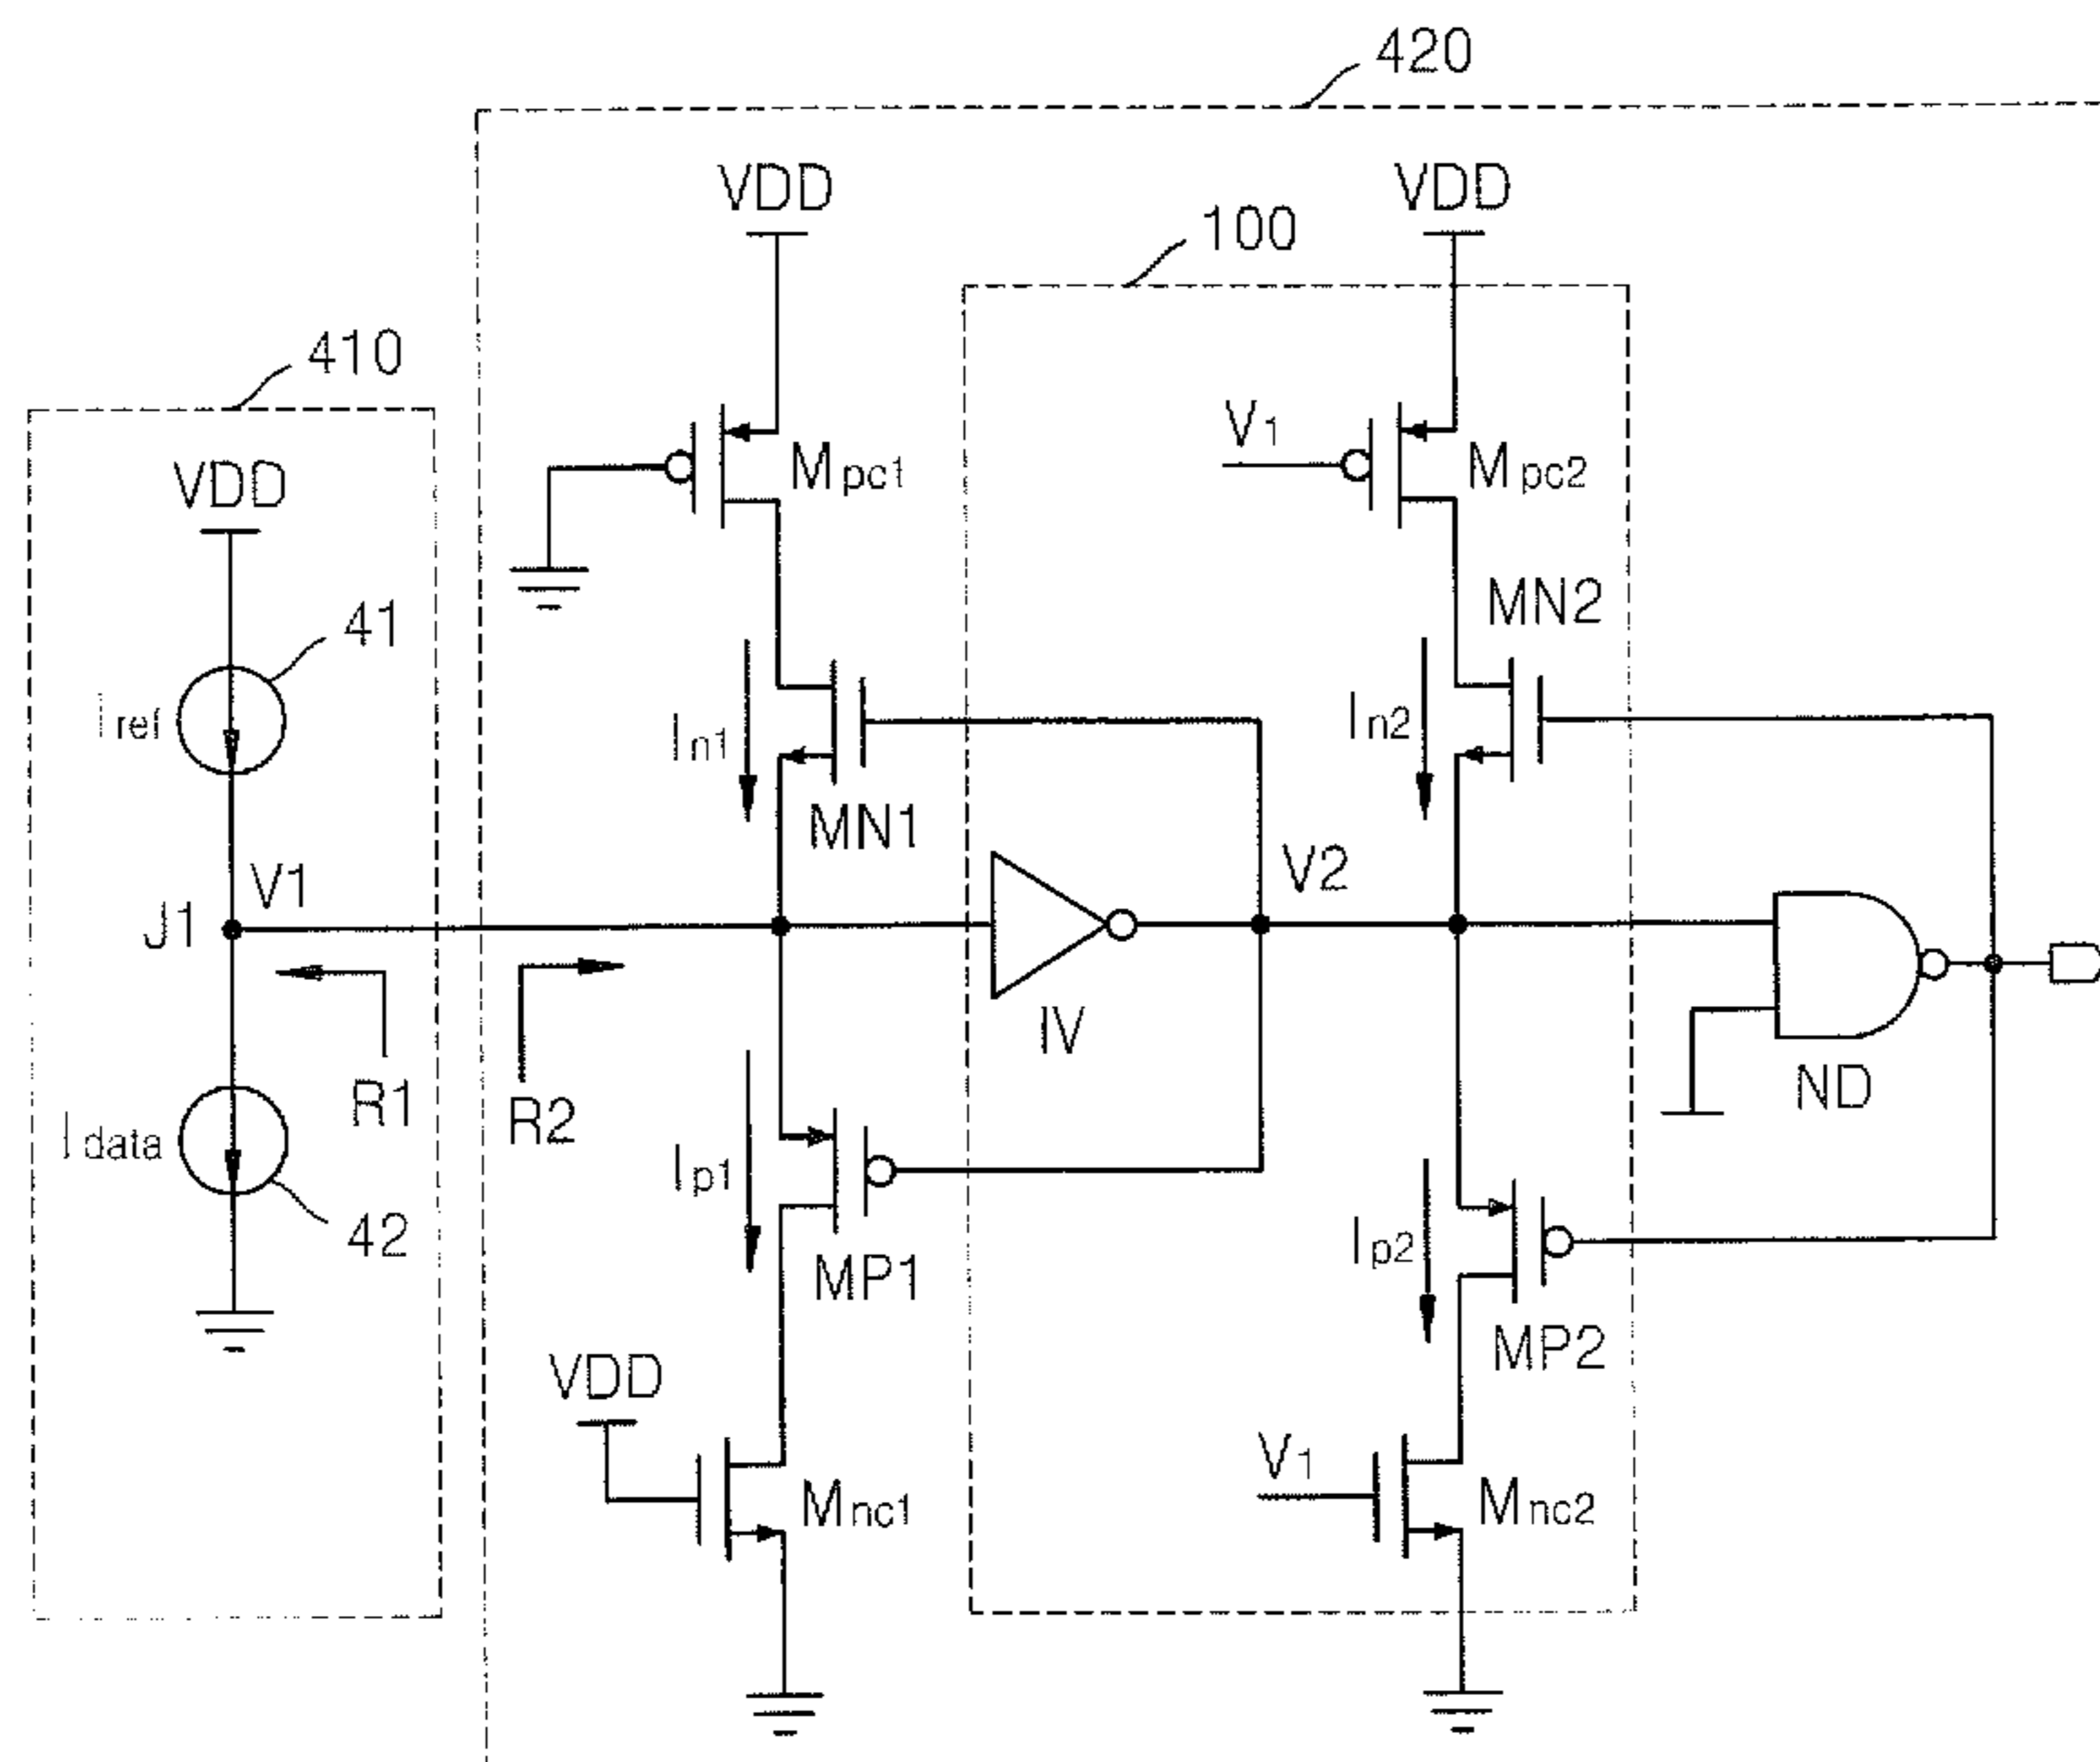 420
VDD
VDD
100
410
V1
Mpc1
Mpc2
VDD
MN2
41
Iref
In1
In2
MN1
V1
V2
J1
IV
R1
R2
ND
Idata
Ip1
Ip2
42
MP1
MP2
VDD
V1
Mnc1
Mnc2